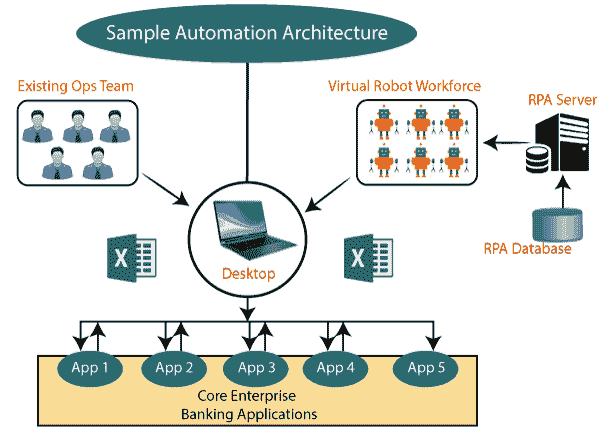 Sample Automation Architecture
Existing Ops Team
Virtual Robot Workforce
RPA Server
X
Desktop
X
RPA Database
App 1
App 2
App 3
App 4
App 5
Core Enterprise
Banking Applications